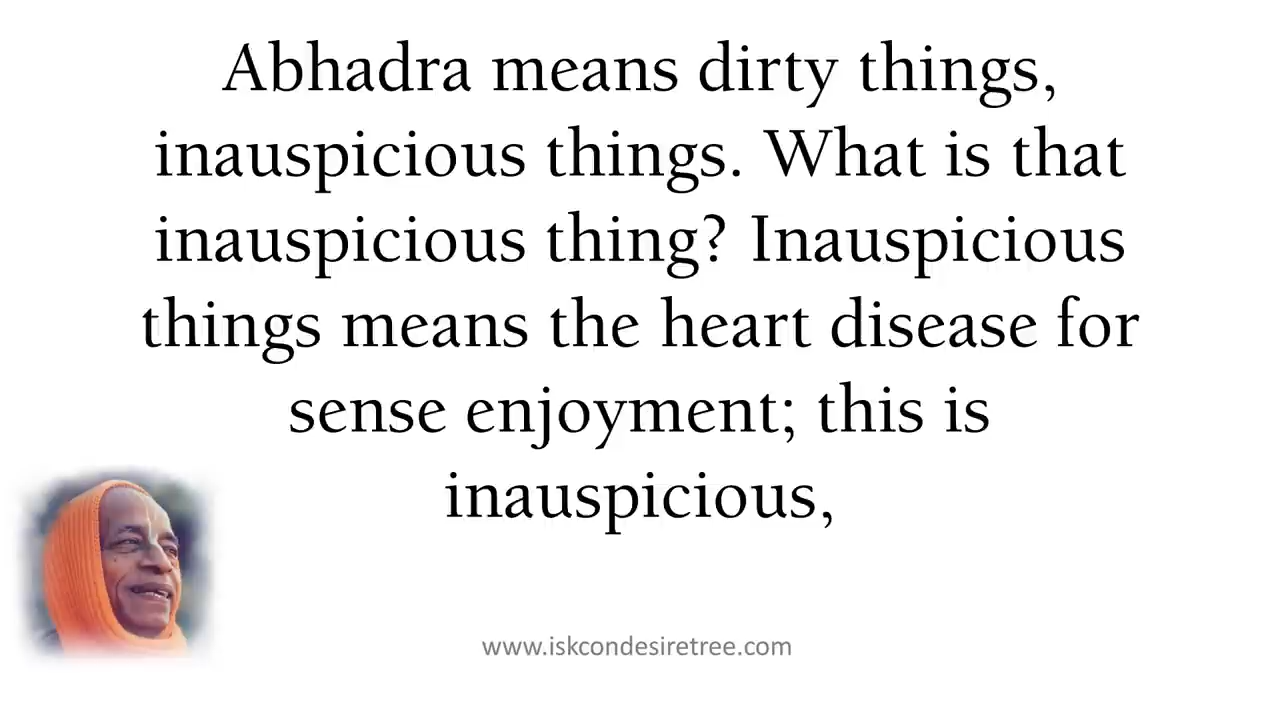 Abhadra means dirty things,
inauspicious things. What is that
inauspicious thing? Inauspicious
things means the heart disease for
sense enjoyment; this is
inauspicious,
www.iskcondesiretree.com